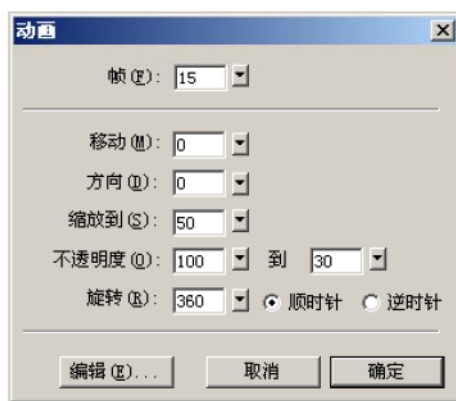 动画
帧(F): 15
移动(M): 0
方向(D): 0
缩放到(S): 50
不透明度(O): 100 到 30
旋转(R): 360 顺时针 逆时针
编辑(E)... 取消 确定